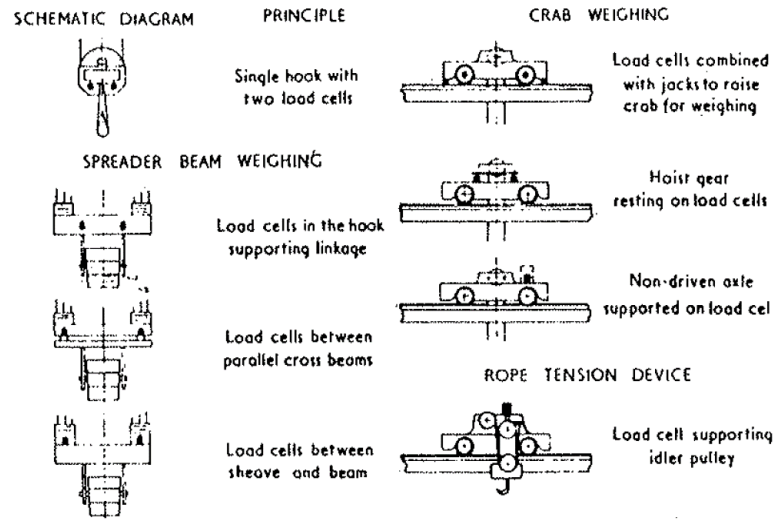 SCHEMATIC DIAGRAM
PRINCIPLE
Single hook with
two load cells
SPREADER BEAM WEIGHING
Load cells in the hook
supporting linkage
Load cells between
parallel cross beams
Load cells between
sheave and beam
CRAB WEIGHING
Load cells combined
with jacks to raise
crab for weighing
Hoist gear
resting on load cells
Non-driven axle
supported on load cel
ROPE TENSION DEVICE
Load cell supporting
idler pulley